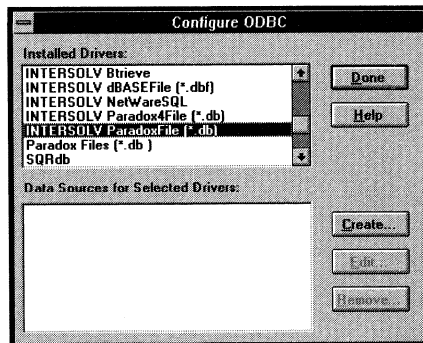 Configure ODBC
Installed Drivers:
INTERSOLV Btrieve
INTERSOLV dBASEFile (*.dbf)
INTERSOLV NetWareSQL
INTERSOLV Paradox4File (*.db)
INTERSOLV ParadoxFile (*.db)
Paradox Files (*.db )
SQRdb
Done
Help
Data Sources for Selected Drivers:
Create...
Edit...
Remove...